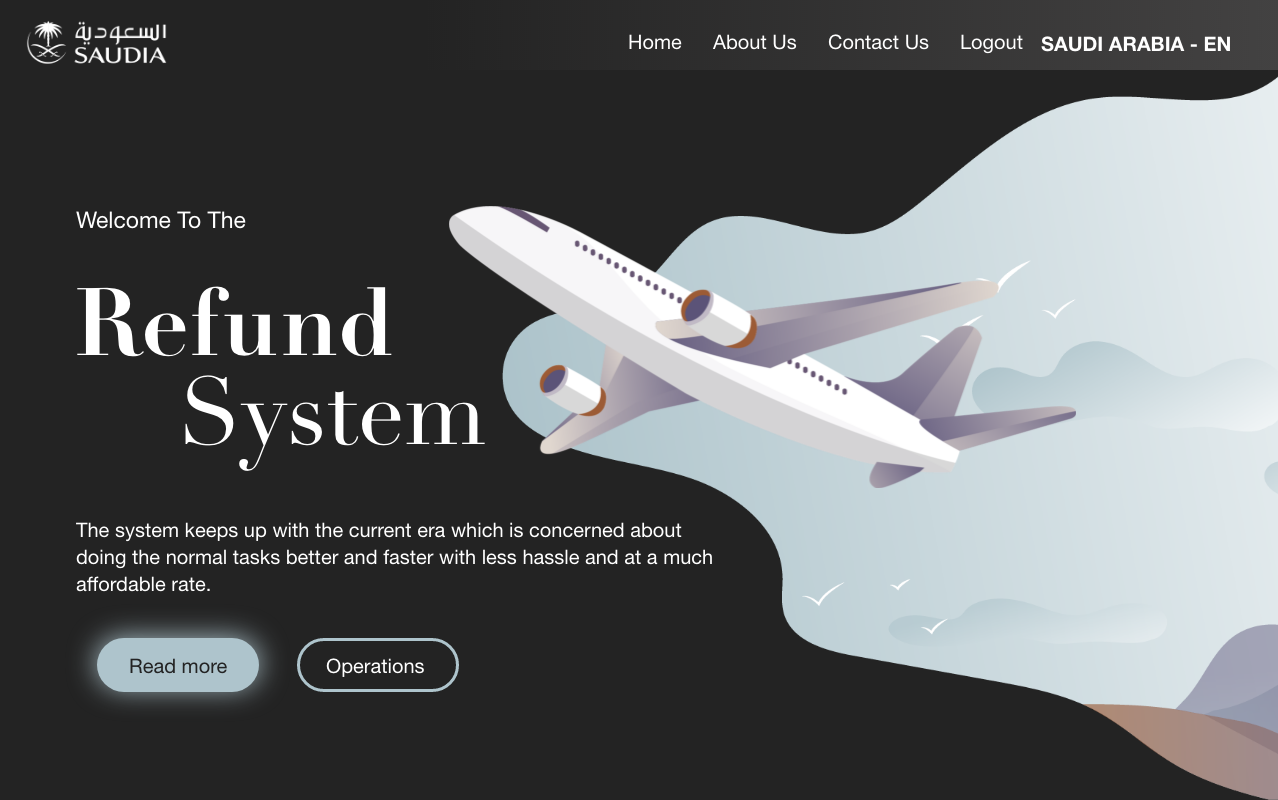 السعودية
SAUDIA
Home About Us Contact Us Logout SAUDI ARABIA - EN
Welcome To The
Refund
System
The system keeps up with the current era which is concerned about
doing the normal tasks better and faster with less hassle and at a much
affordable rate.
Read more Operations